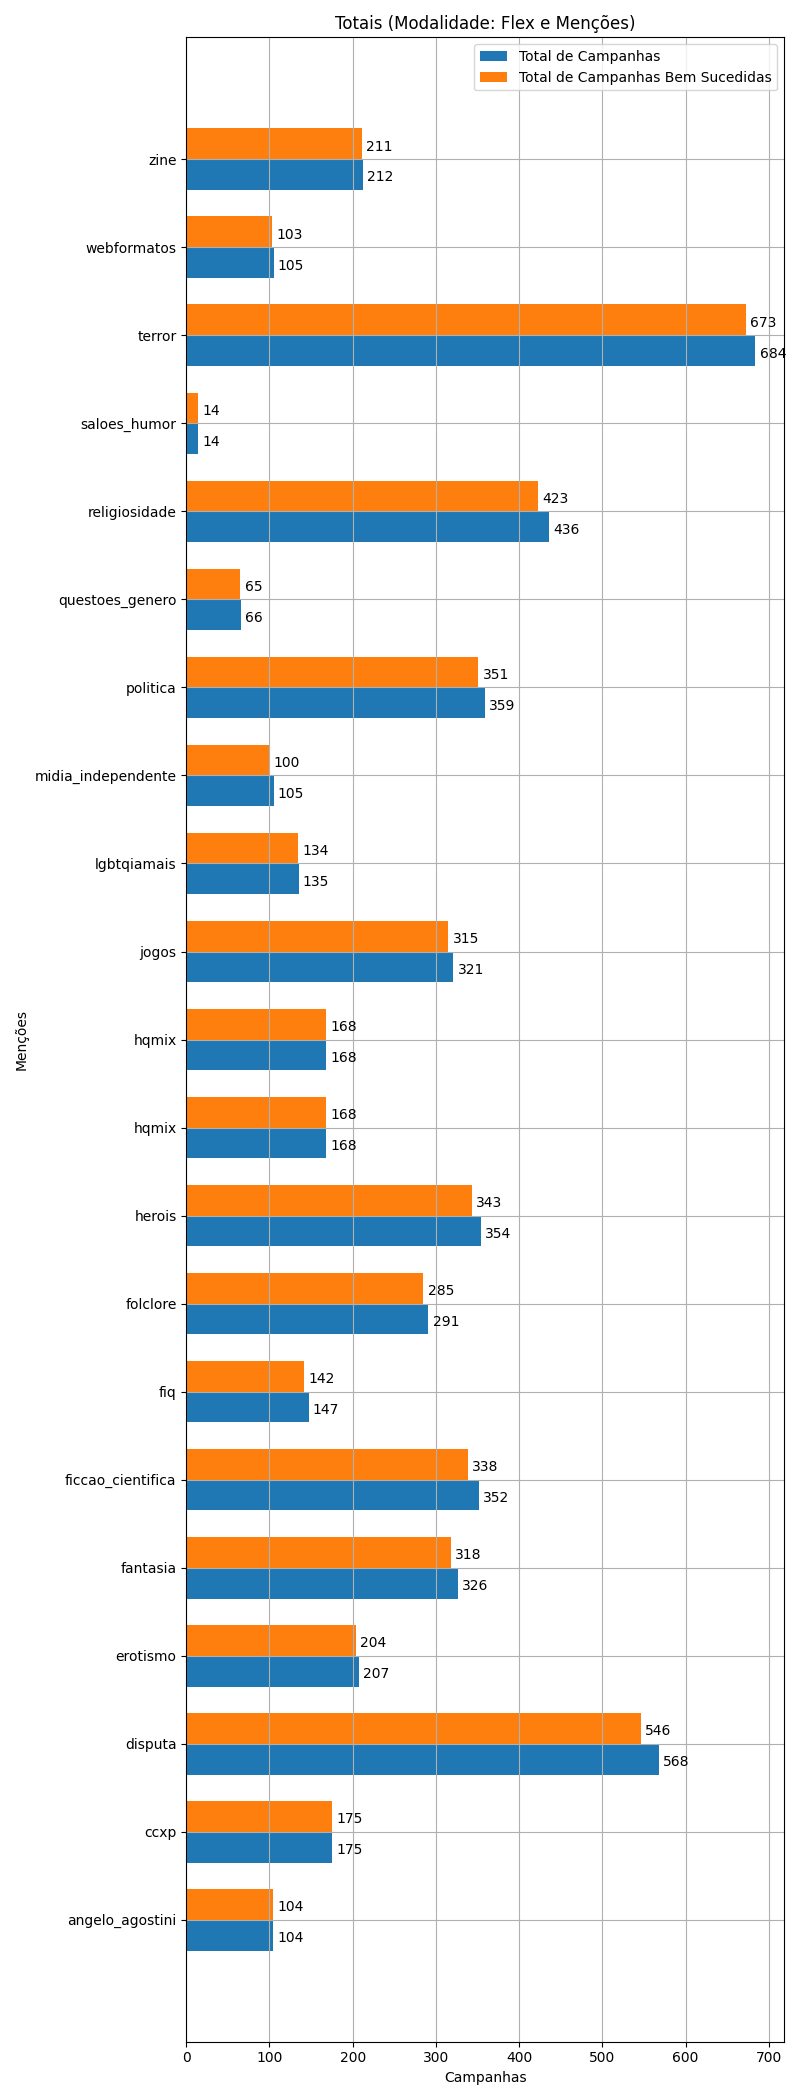 Totais (Modalidade: Flex e Menções)
Total de Campanhas
Total de Campanhas Bem Sucedidas
zine
211
212
webformatos
103
105
terror
673
684
saloes_humor
14
14
religiosidade
423
436
questoes_genero
65
66
politica
351
359
midia_independente
100
105
lgbtqiamais
134
135
jogos
315
321
hqmix
168
168
hqmix
168
168
herois
343
354
folclore
285
291
fiq
142
147
ficcao_cientifica
338
352
fantasia
318
326
erotismo
204
207
disputa
546
568
ccxp
175
175
angelo_agostini
104
104
Menções
0 100 200 300 400 500 600 700
Campanhas